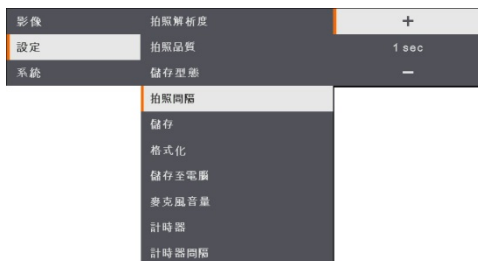 影像
設定
系統
拍照解析度
拍照品質
儲存型態
拍照間隔
儲存
格式化
儲存至電腦
麥克風音量
計時器
計時器間隔
+
1 sec
−